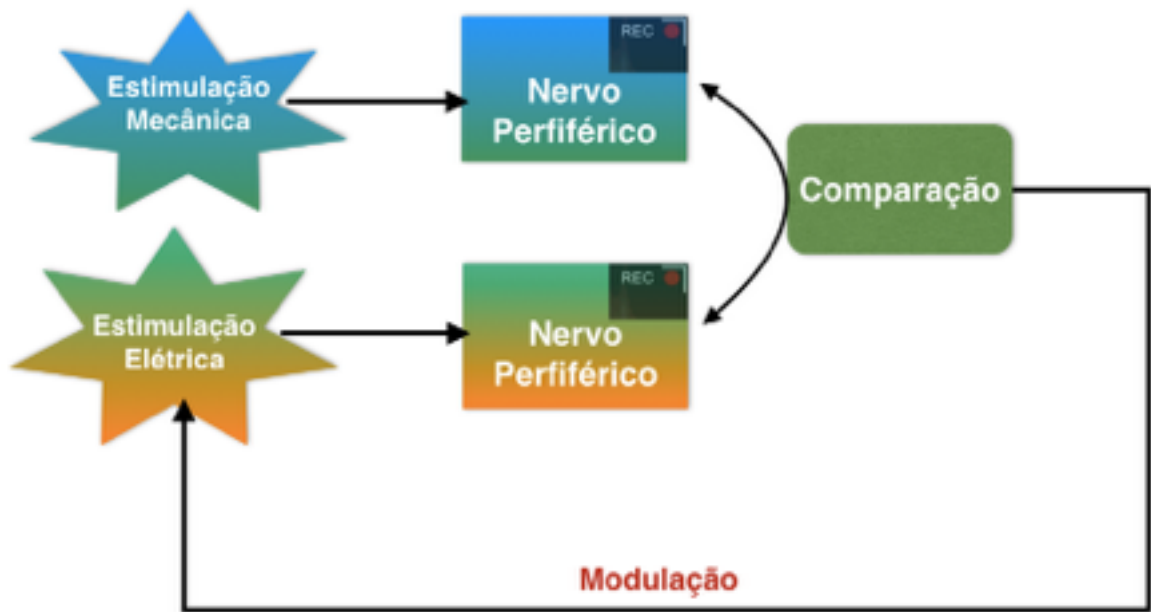 Estimulação
Mecânica
REC
Nervo
Perfiférico
Comparação
Estimulação
Elétrica
REC
Nervo
Perfiférico
Modulação